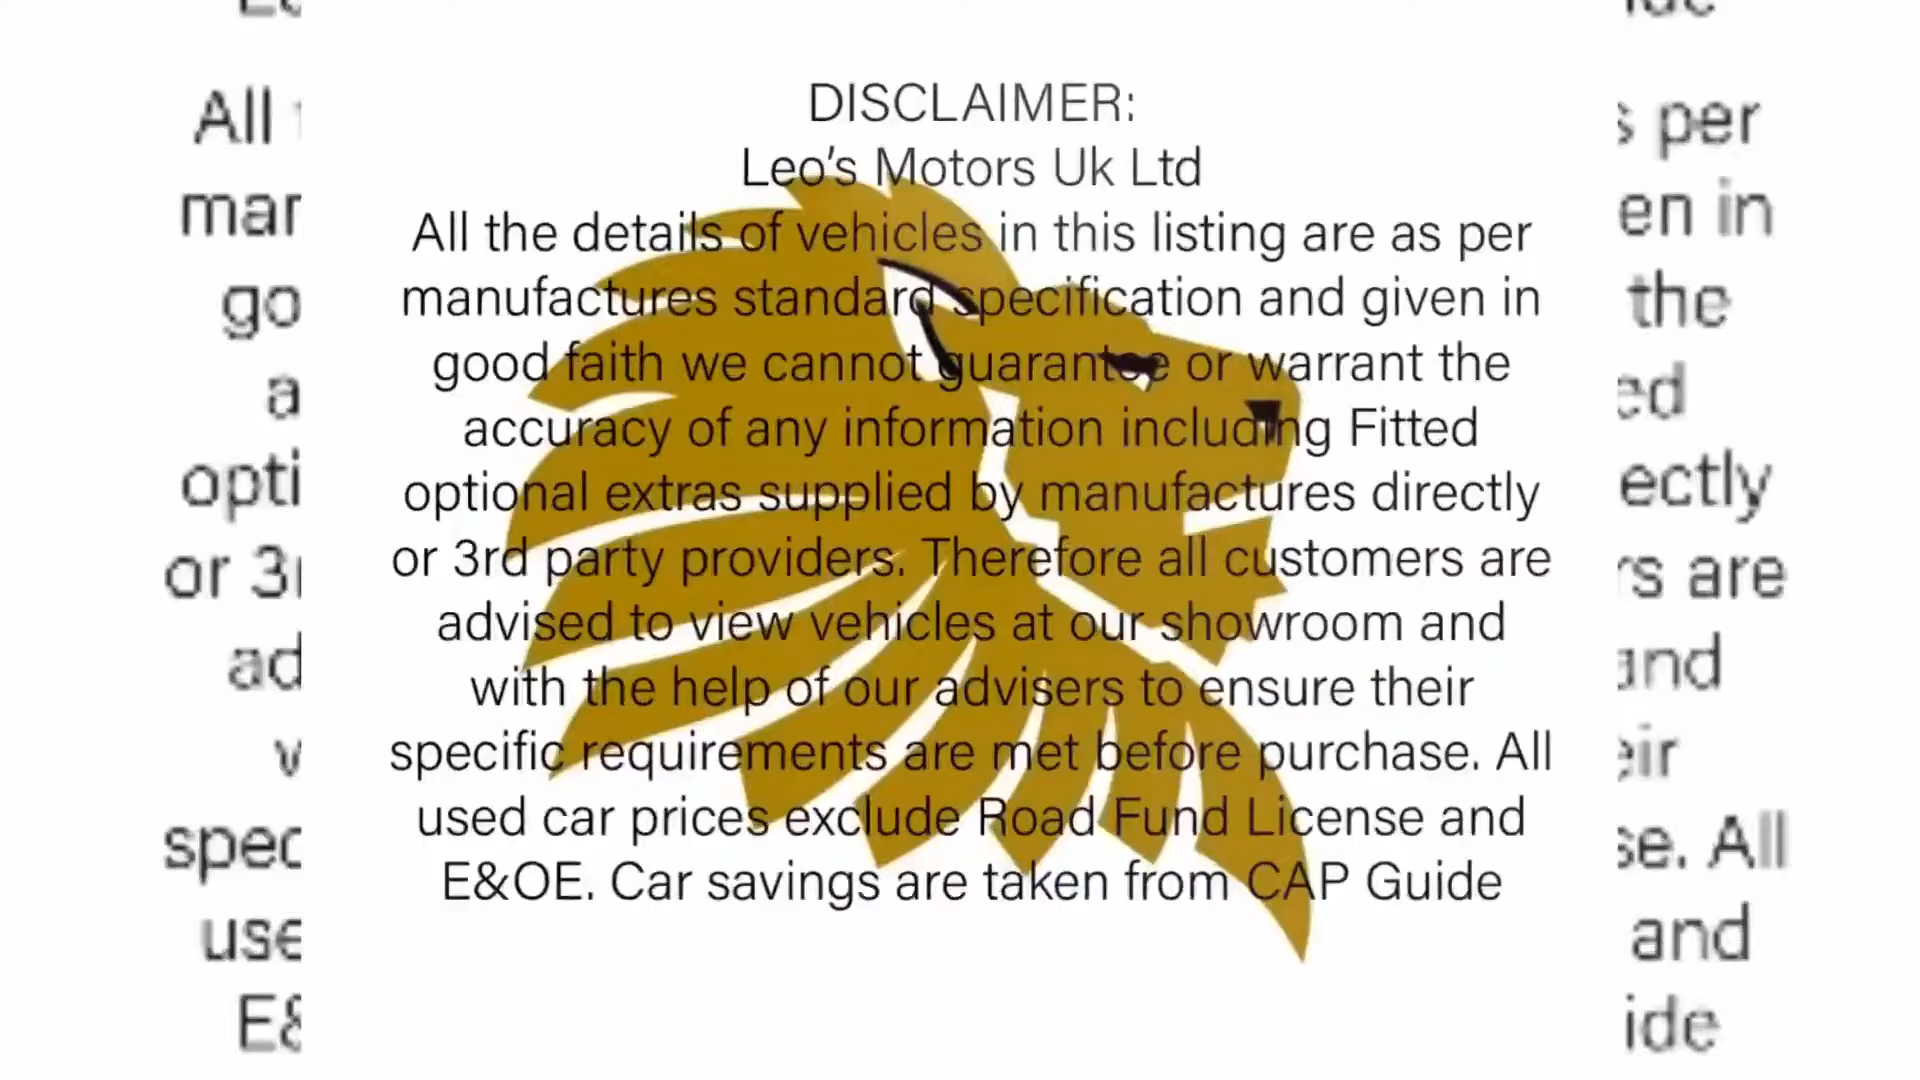 DISCLAIMER:
Leo's Motors Uk Ltd
All the details of vehicles in this listing are as per
manufactures standard specification and given in
good faith we cannot guarantee or warrant the
accuracy of any information including Fitted
optional extras supplied by manufactures directly
or 3rd party providers. Therefore all customers are
advised to view vehicles at our showroom and
with the help of our advisers to ensure their
specific requirements are met before purchase. All
used car prices exclude Road Fund License and
E&OE. Car savings are taken from CAP Guide